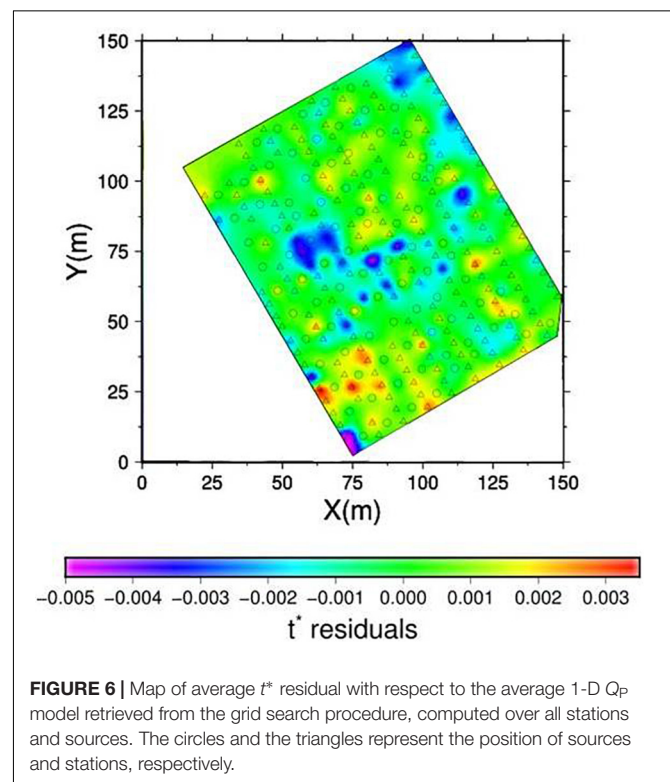 150
125
100
75
50
25
0
Y(m)
0 25 50 75 100 125 150
X(m)
−0.005 −0.004 −0.003 −0.002 −0.001 0.000 0.001 0.002 0.003
t* residuals
FIGURE 6 | Map of average t* residual with respect to the average 1-D QP
model retrieved from the grid search procedure, computed over all stations
and sources. The circles and the triangles represent the position of sources
and stations, respectively.